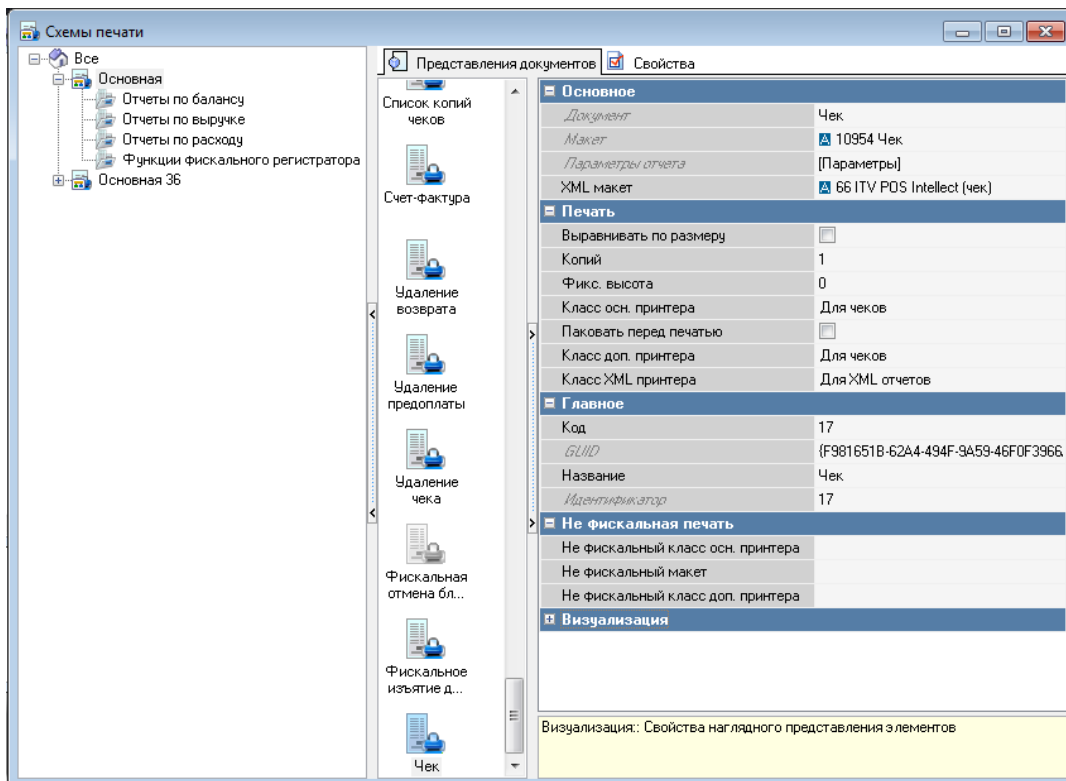 Схемы печати
Все
Основная
Отчеты по балансу
Отчеты по выручке
Отчеты по расходу
Функции фискального регистратора
Основная 36
Представления документов
Свойства
Список копий
чеков
Счет-фактура
Удаление
возврата
Удаление
предоплаты
Удаление
чека
Фискальная
отмена бл...
Фискальное
изъятие д...
Чек
Основное
Документ Чек
Макет 10954 Чек
Параметры отчета [Параметры]
XML макет 66 ITV POS Intellect (чек)
Печать
Выравнивать по размеру
Копий 1
Фикс. высота 0
Класс осн. принтера Для чеков
Паковать перед печатью
Класс доп. принтера Для чеков
Класс XML принтера Для XML отчетов
Главное
Код 17
GUID {F981651B-62A4-494F-9A59-46F0F3966
Название Чек
Идентификатор 17
Не фискальная печать
Не фискальный класс осн. принтера
Не фискальный макет
Не фискальный класс доп. принтера
Визуализация
Визуализация:: Свойства наглядного представления элементов